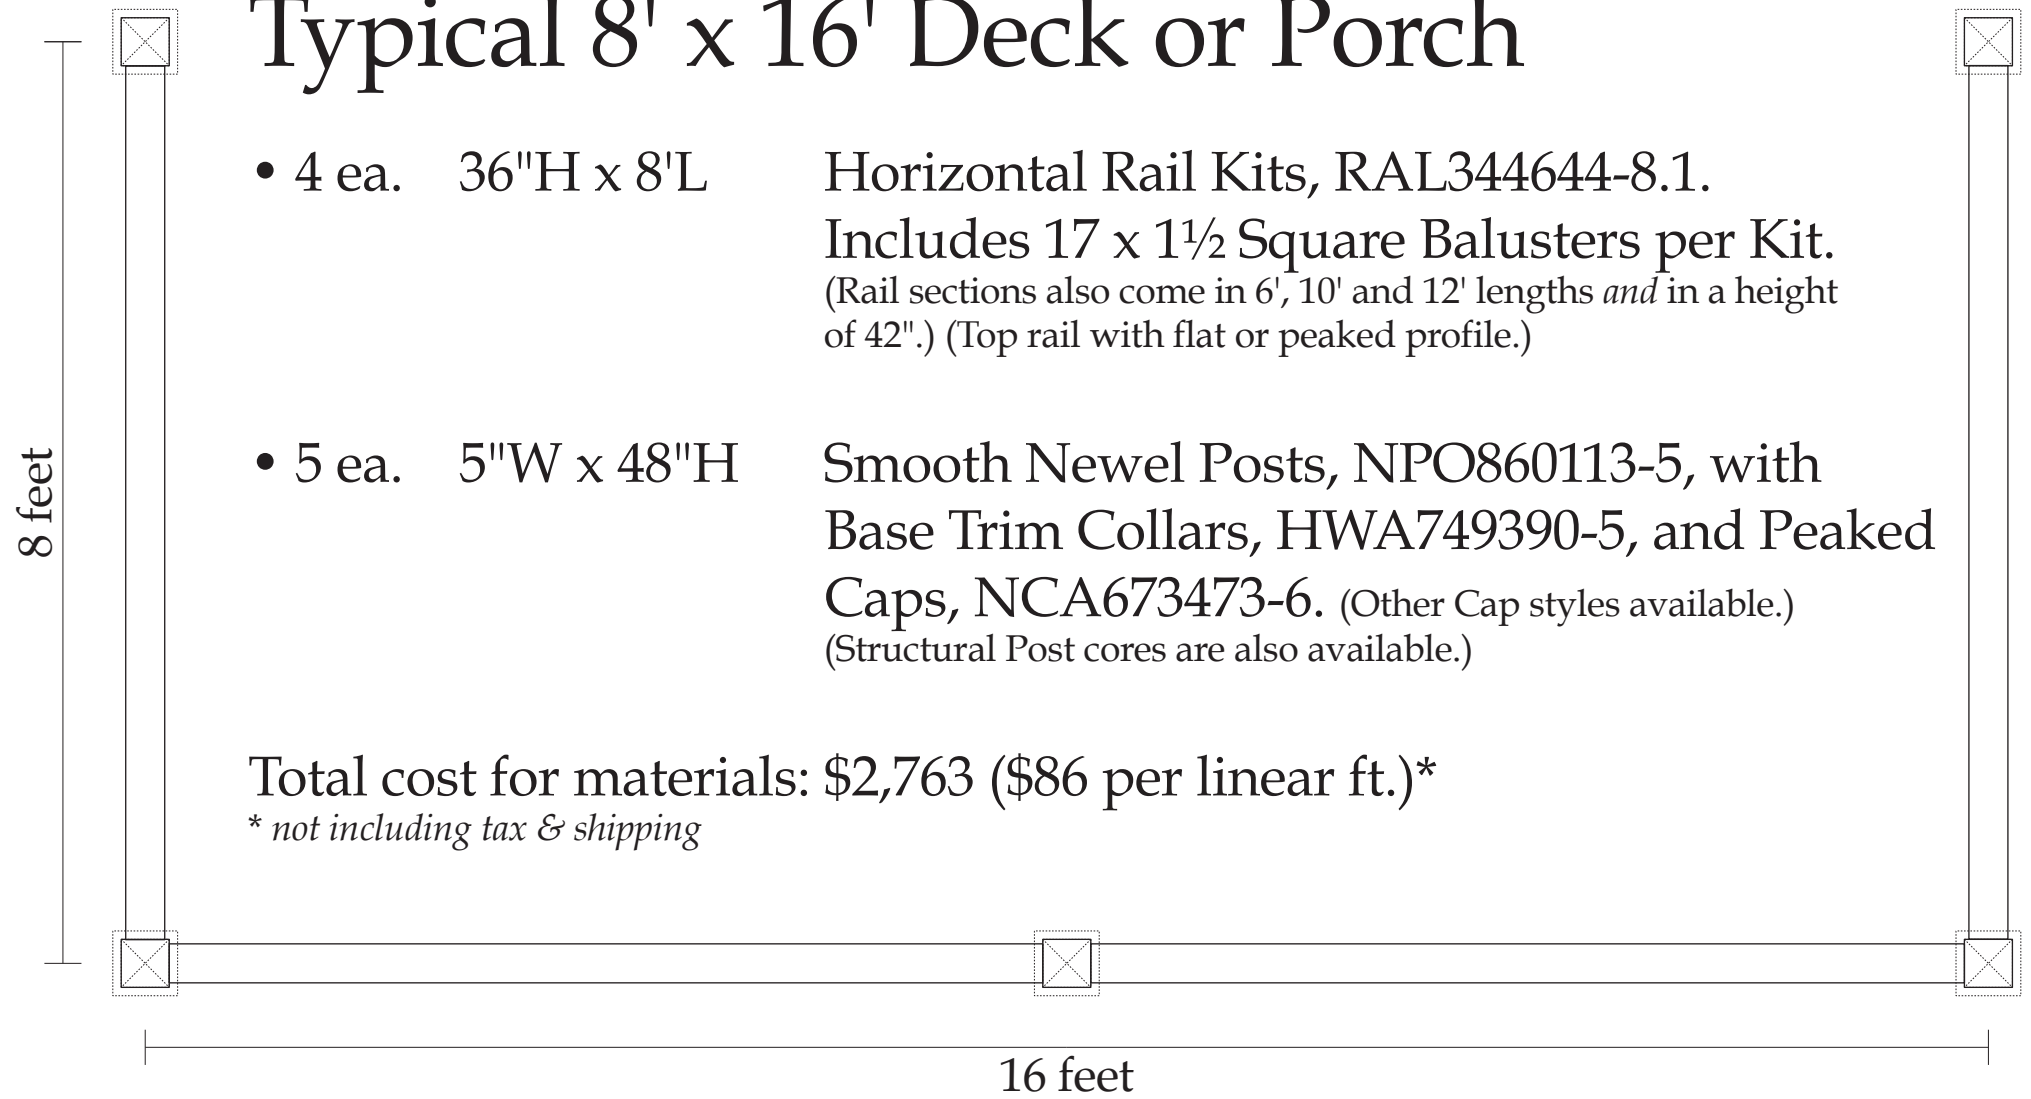 Typical 8' x 16' Deck or Porch
• 4 ea. 36"H x 8'L Horizontal Rail Kits, RAL344644-8.1.
Includes 17 x 1½ Square Balusters per Kit.
(Rail sections also come in 6', 10' and 12' lengths and in a height
of 42".) (Top rail with flat or peaked profile.)
8 feet
• 5 ea. 5"W x 48"H Smooth Newel Posts, NPO860113-5, with
Base Trim Collars, HWA749390-5, and Peaked
Caps, NCA673473-6. (Other Cap styles available.)
(Structural Post cores are also available.)
Total cost for materials: $2,763 ($86 per linear ft.)*
* not including tax & shipping
16 feet